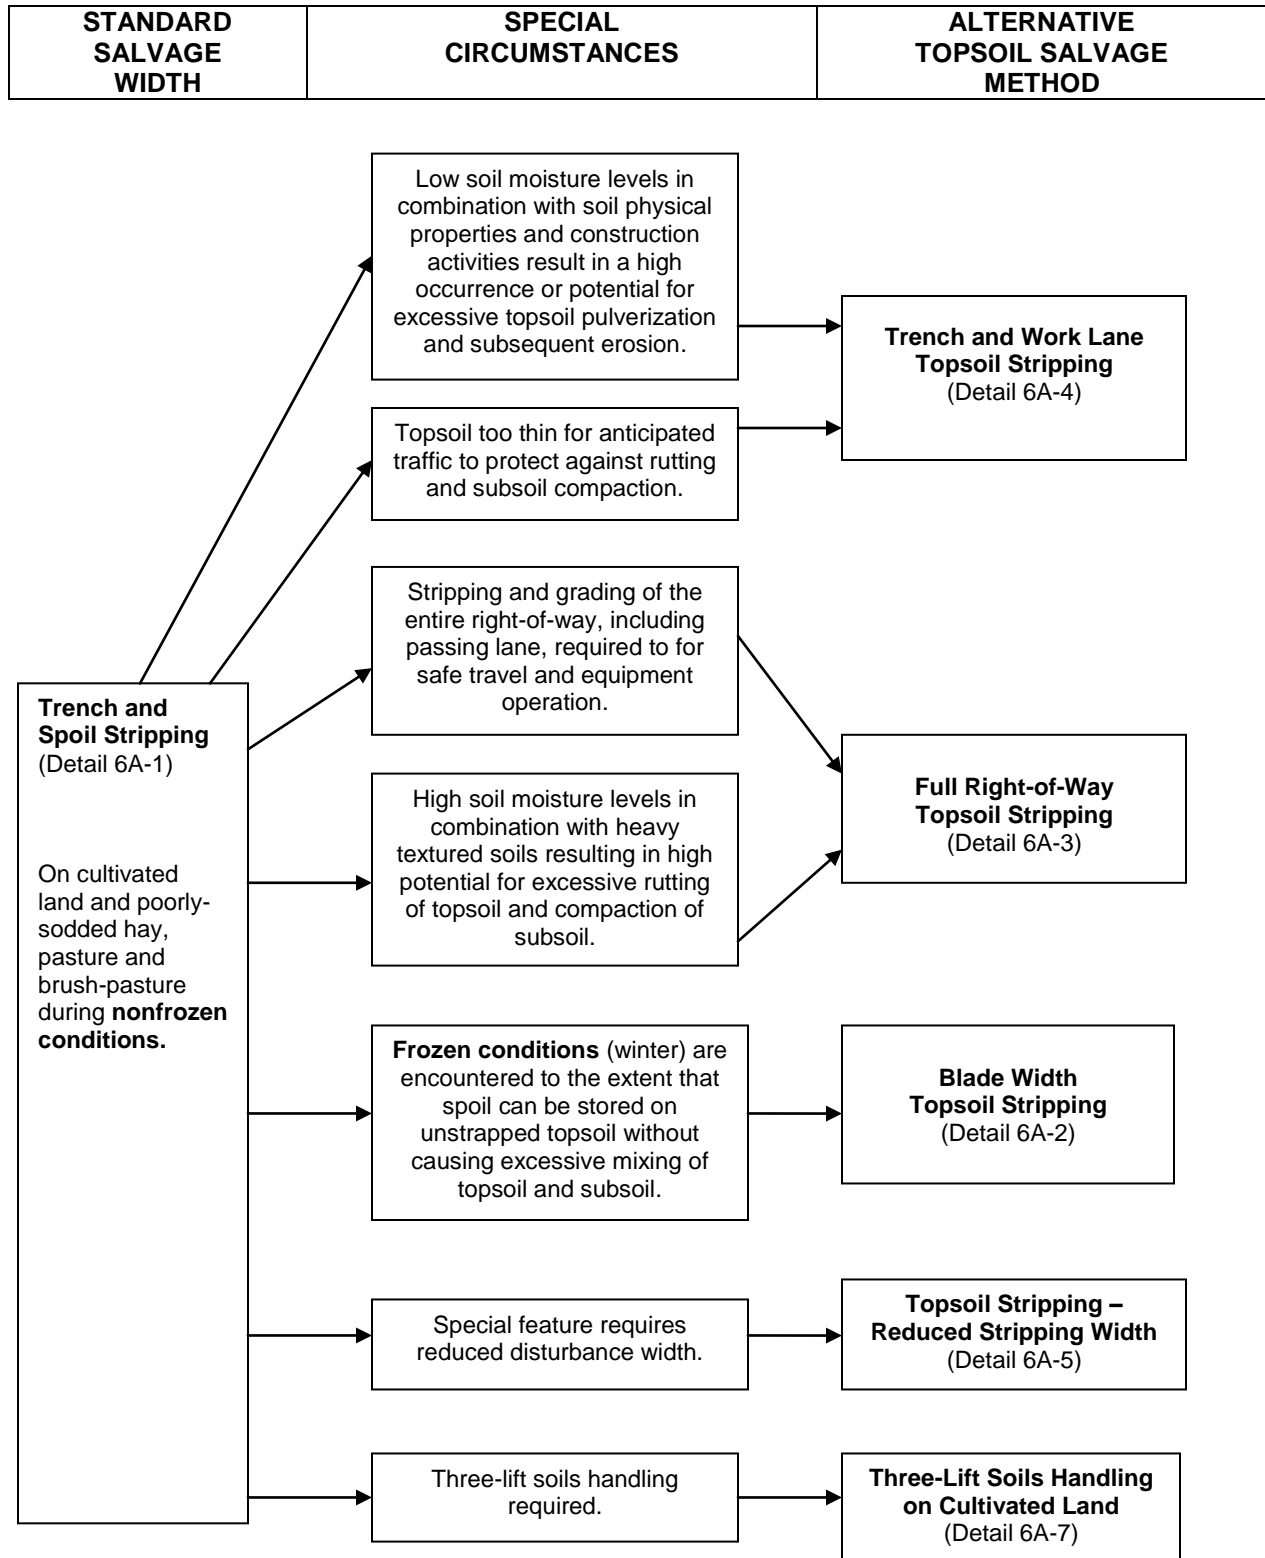 STANDARD
SALVAGE
WIDTH
SPECIAL
CIRCUMSTANCES
ALTERNATIVE
TOPSOIL SALVAGE
METHOD
Low soil moisture levels in
combination with soil physical
properties and construction
activities result in a high
occurrence or potential for
excessive topsoil pulverization
and subsequent erosion.
Trench and Work Lane
Topsoil Stripping
(Detail 6A-4)
Topsoil too thin for anticipated
traffic to protect against rutting
and subsoil compaction.
Stripping and grading of the
entire right-of-way, including
passing lane, required to for
safe travel and equipment
operation.
Trench and
Spoil Stripping
(Detail 6A-1)
On cultivated
land and poorly-
sodded hay,
pasture and
brush-pasture
during nonfrozen
conditions.
Full Right-of-Way
Topsoil Stripping
(Detail 6A-3)
High soil moisture levels in
combination with heavy
textured soils resulting in high
potential for excessive rutting
of topsoil and compaction of
subsoil.
Frozen conditions (winter) are
encountered to the extent that
spoil can be stored on
unstrapped topsoil without
causing excessive mixing of
topsoil and subsoil.
Blade Width
Topsoil Stripping
(Detail 6A-2)
Special feature requires
reduced disturbance width.
Topsoil Stripping –
Reduced Stripping Width
(Detail 6A-5)
Three-lift soils handling
required.
Three-Lift Soils Handling
on Cultivated Land
(Detail 6A-7)